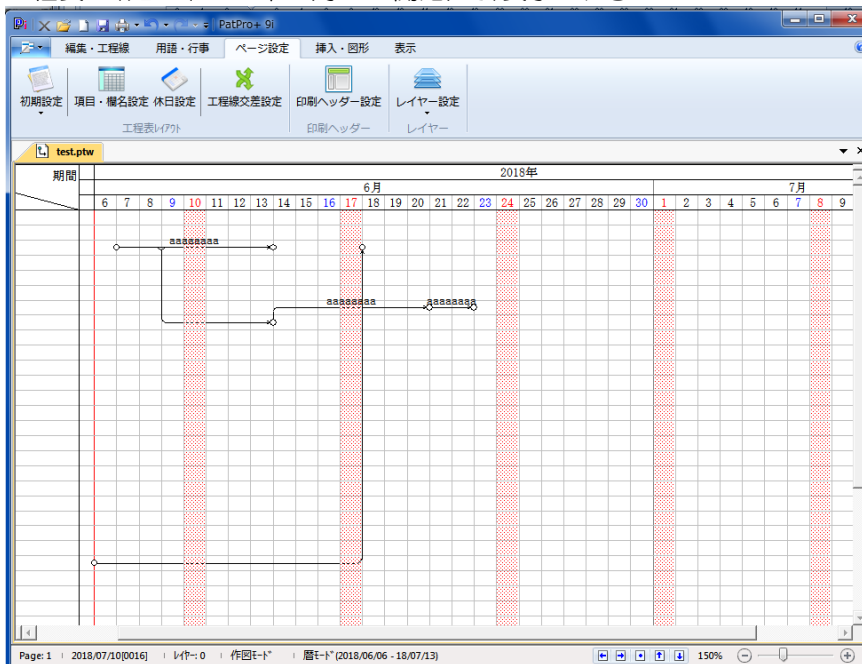 PatPro+ 9i
編集・工程線 用語・行事 ページ設定 挿入・図形 表示
初期設定 項目・欄名設定 休日設定 工程線交差設定 印刷ヘッダー設定 レイヤー設定
工程表ﾚｲｱｳﾄ 印刷ヘッダー レイヤー
test.ptw
期間
2018年
6月 7月
6 7 8 9 10 11 12 13 14 15 16 17 18 19 20 21 22 23 24 25 26 27 28 29 30 1 2 3 4 5 6 7 8 9
aaaaaaaa
aaaaaaaa aaaaaaaa
Page: 1 2018/07/10[0016] ﾚｲﾔｰ: 0 作図ﾓｰﾄﾞ 暦ﾓｰﾄﾞ(2018/06/06 - 18/07/13) 150%